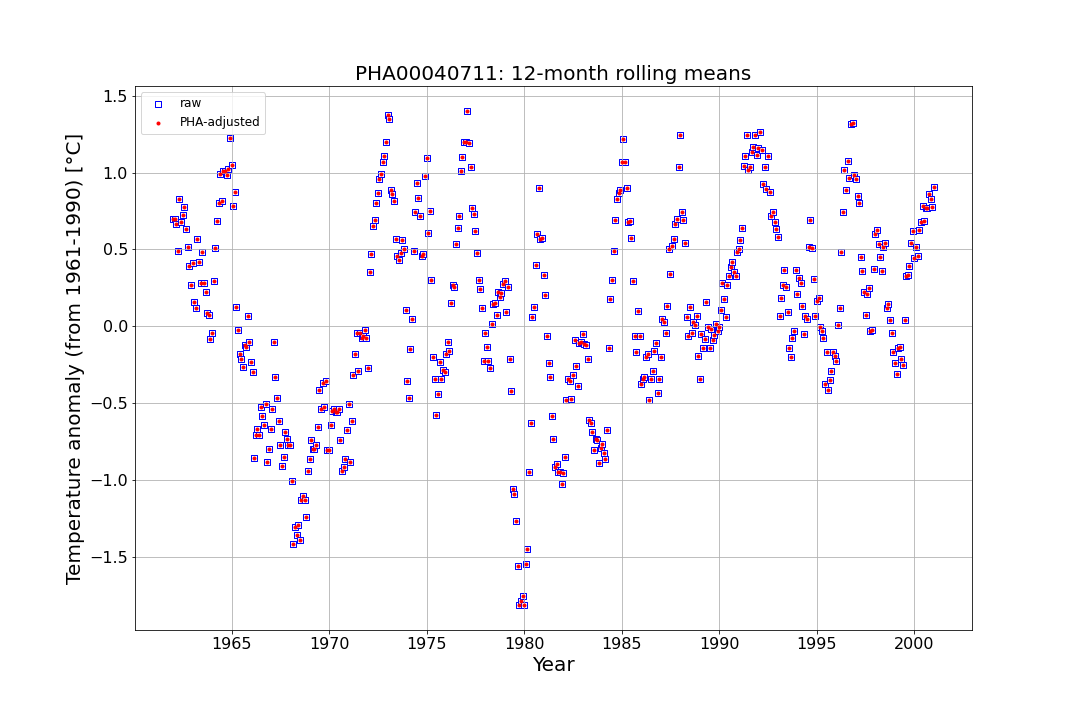 PHA00040711: 12-month rolling means
Temperature anomaly (from 1961-1990) [°C]
1.5
1.0
0.5
0.0
−0.5
−1.0
−1.5
raw
PHA-adjusted
1965 1970 1975 1980 1985 1990 1995 2000
Year